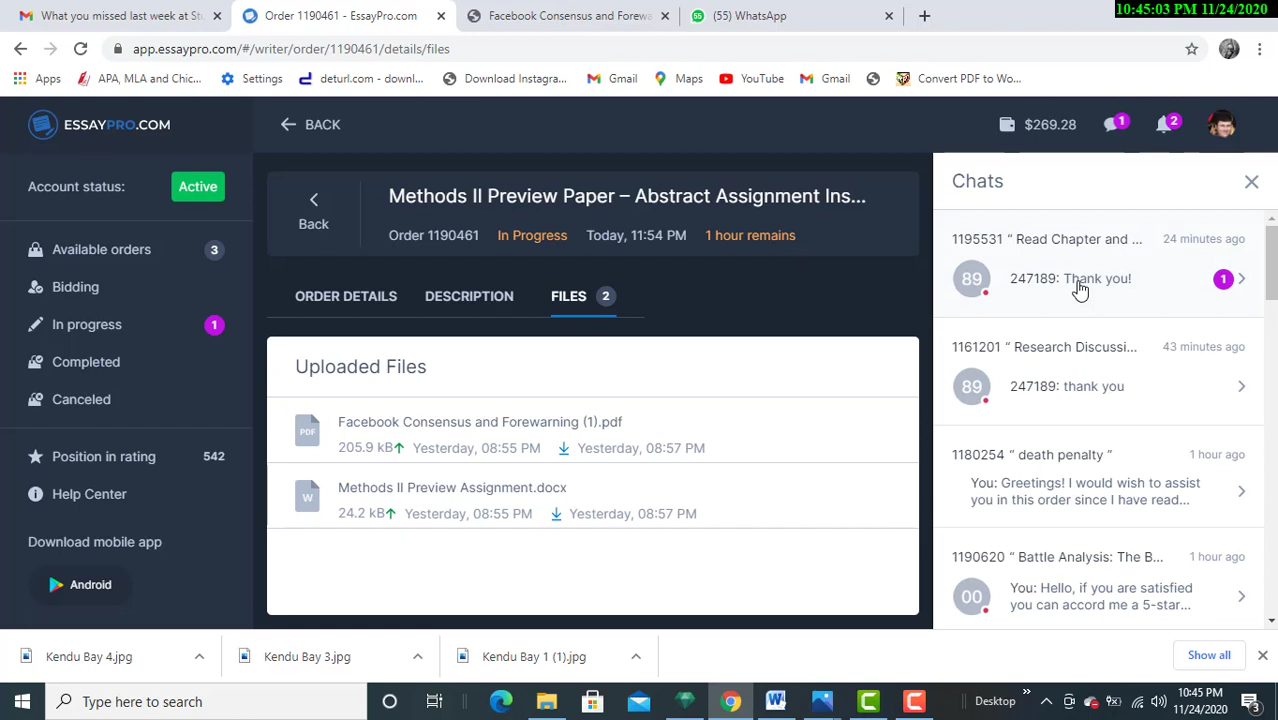 10:45:03 PM 11/24/2020
What you missed last week at Stu
Order 1190461 - EssayPro.com
Facebook Consensus and Forewa
(55) WhatsApp
app.essaypro.com/#/writer/order/1190461/details/files
Apps
APA, MLA and Chic...
Settings
deturl.com - downl...
Download Instagra...
Gmail
Maps
YouTube
Gmail
Convert PDF to Wo...
ESSAYPRO.COM
BACK
$269.28
1
2
Account status:
Active
Available orders
3
Bidding
In progress
1
Completed
Canceled
Position in rating
542
Help Center
Download mobile app
Android
Back
Methods II Preview Paper – Abstract Assignment Ins...
Order 1190461
In Progress
Today, 11:54 PM
1 hour remains
ORDER DETAILS
DESCRIPTION
FILES
2
Uploaded Files
PDF
Facebook Consensus and Forewarning (1).pdf
205.9 kB
Yesterday, 08:55 PM
Yesterday, 08:57 PM
W
Methods II Preview Assignment.docx
24.2 kB
Yesterday, 08:55 PM
Yesterday, 08:57 PM
Chats
1195531 “ Read Chapter and ...
24 minutes ago
89
247189: Thank you!
1
1161201 “ Research Discussi...
43 minutes ago
89
247189: thank you
1180254 “ death penalty ”
1 hour ago
You: Greetings! I would wish to assist
you in this order since I have read...
1190620 “ Battle Analysis: The B...
1 hour ago
00
You: Hello, if you are satisfied
you can accord me a 5-star...
Kendu Bay 4.jpg
Kendu Bay 3.jpg
Kendu Bay 1 (1).jpg
Show all
Type here to search
Desktop
10:45 PM
11/24/2020
3